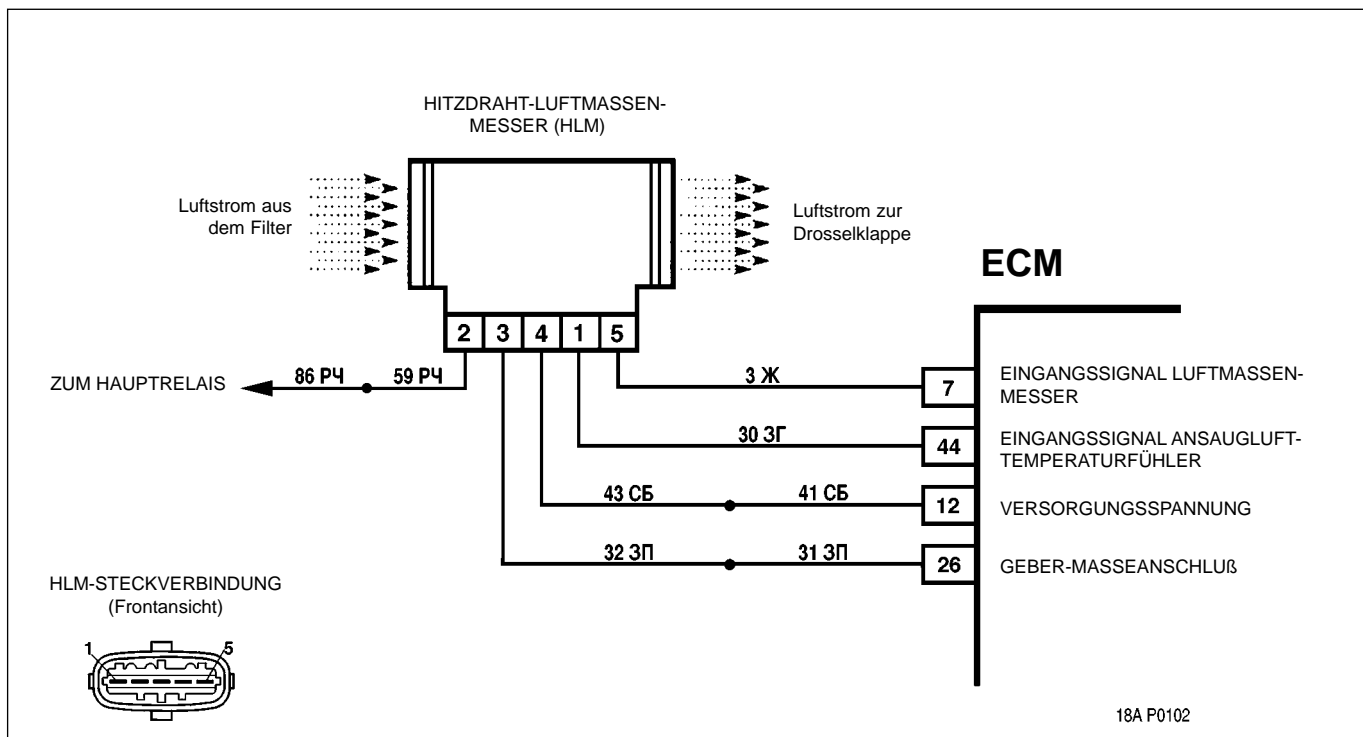 HITZDRAHT-LUFTMASSEN-
MESSER (HLM)
Luftstrom aus
dem Filter
Luftstrom zur
Drosselklappe
ECM
2 3 4 1 5
ZUM HAUPTRELAIS
86 РЧ 59 РЧ
3 Ж
7
EINGANGSSIGNAL LUFTMASSEN-
MESSER
30 ЗГ
44
EINGANGSSIGNAL ANSAUGLUFT-
TEMPERATURFÜHLER
43 СБ 41 СБ
12
VERSORGUNGSSPANNUNG
32 ЗП 31 ЗП
26
GEBER-MASSEANSCHLUß
HLM-STECKVERBINDUNG
(Frontansicht)
1 5
18A P0102